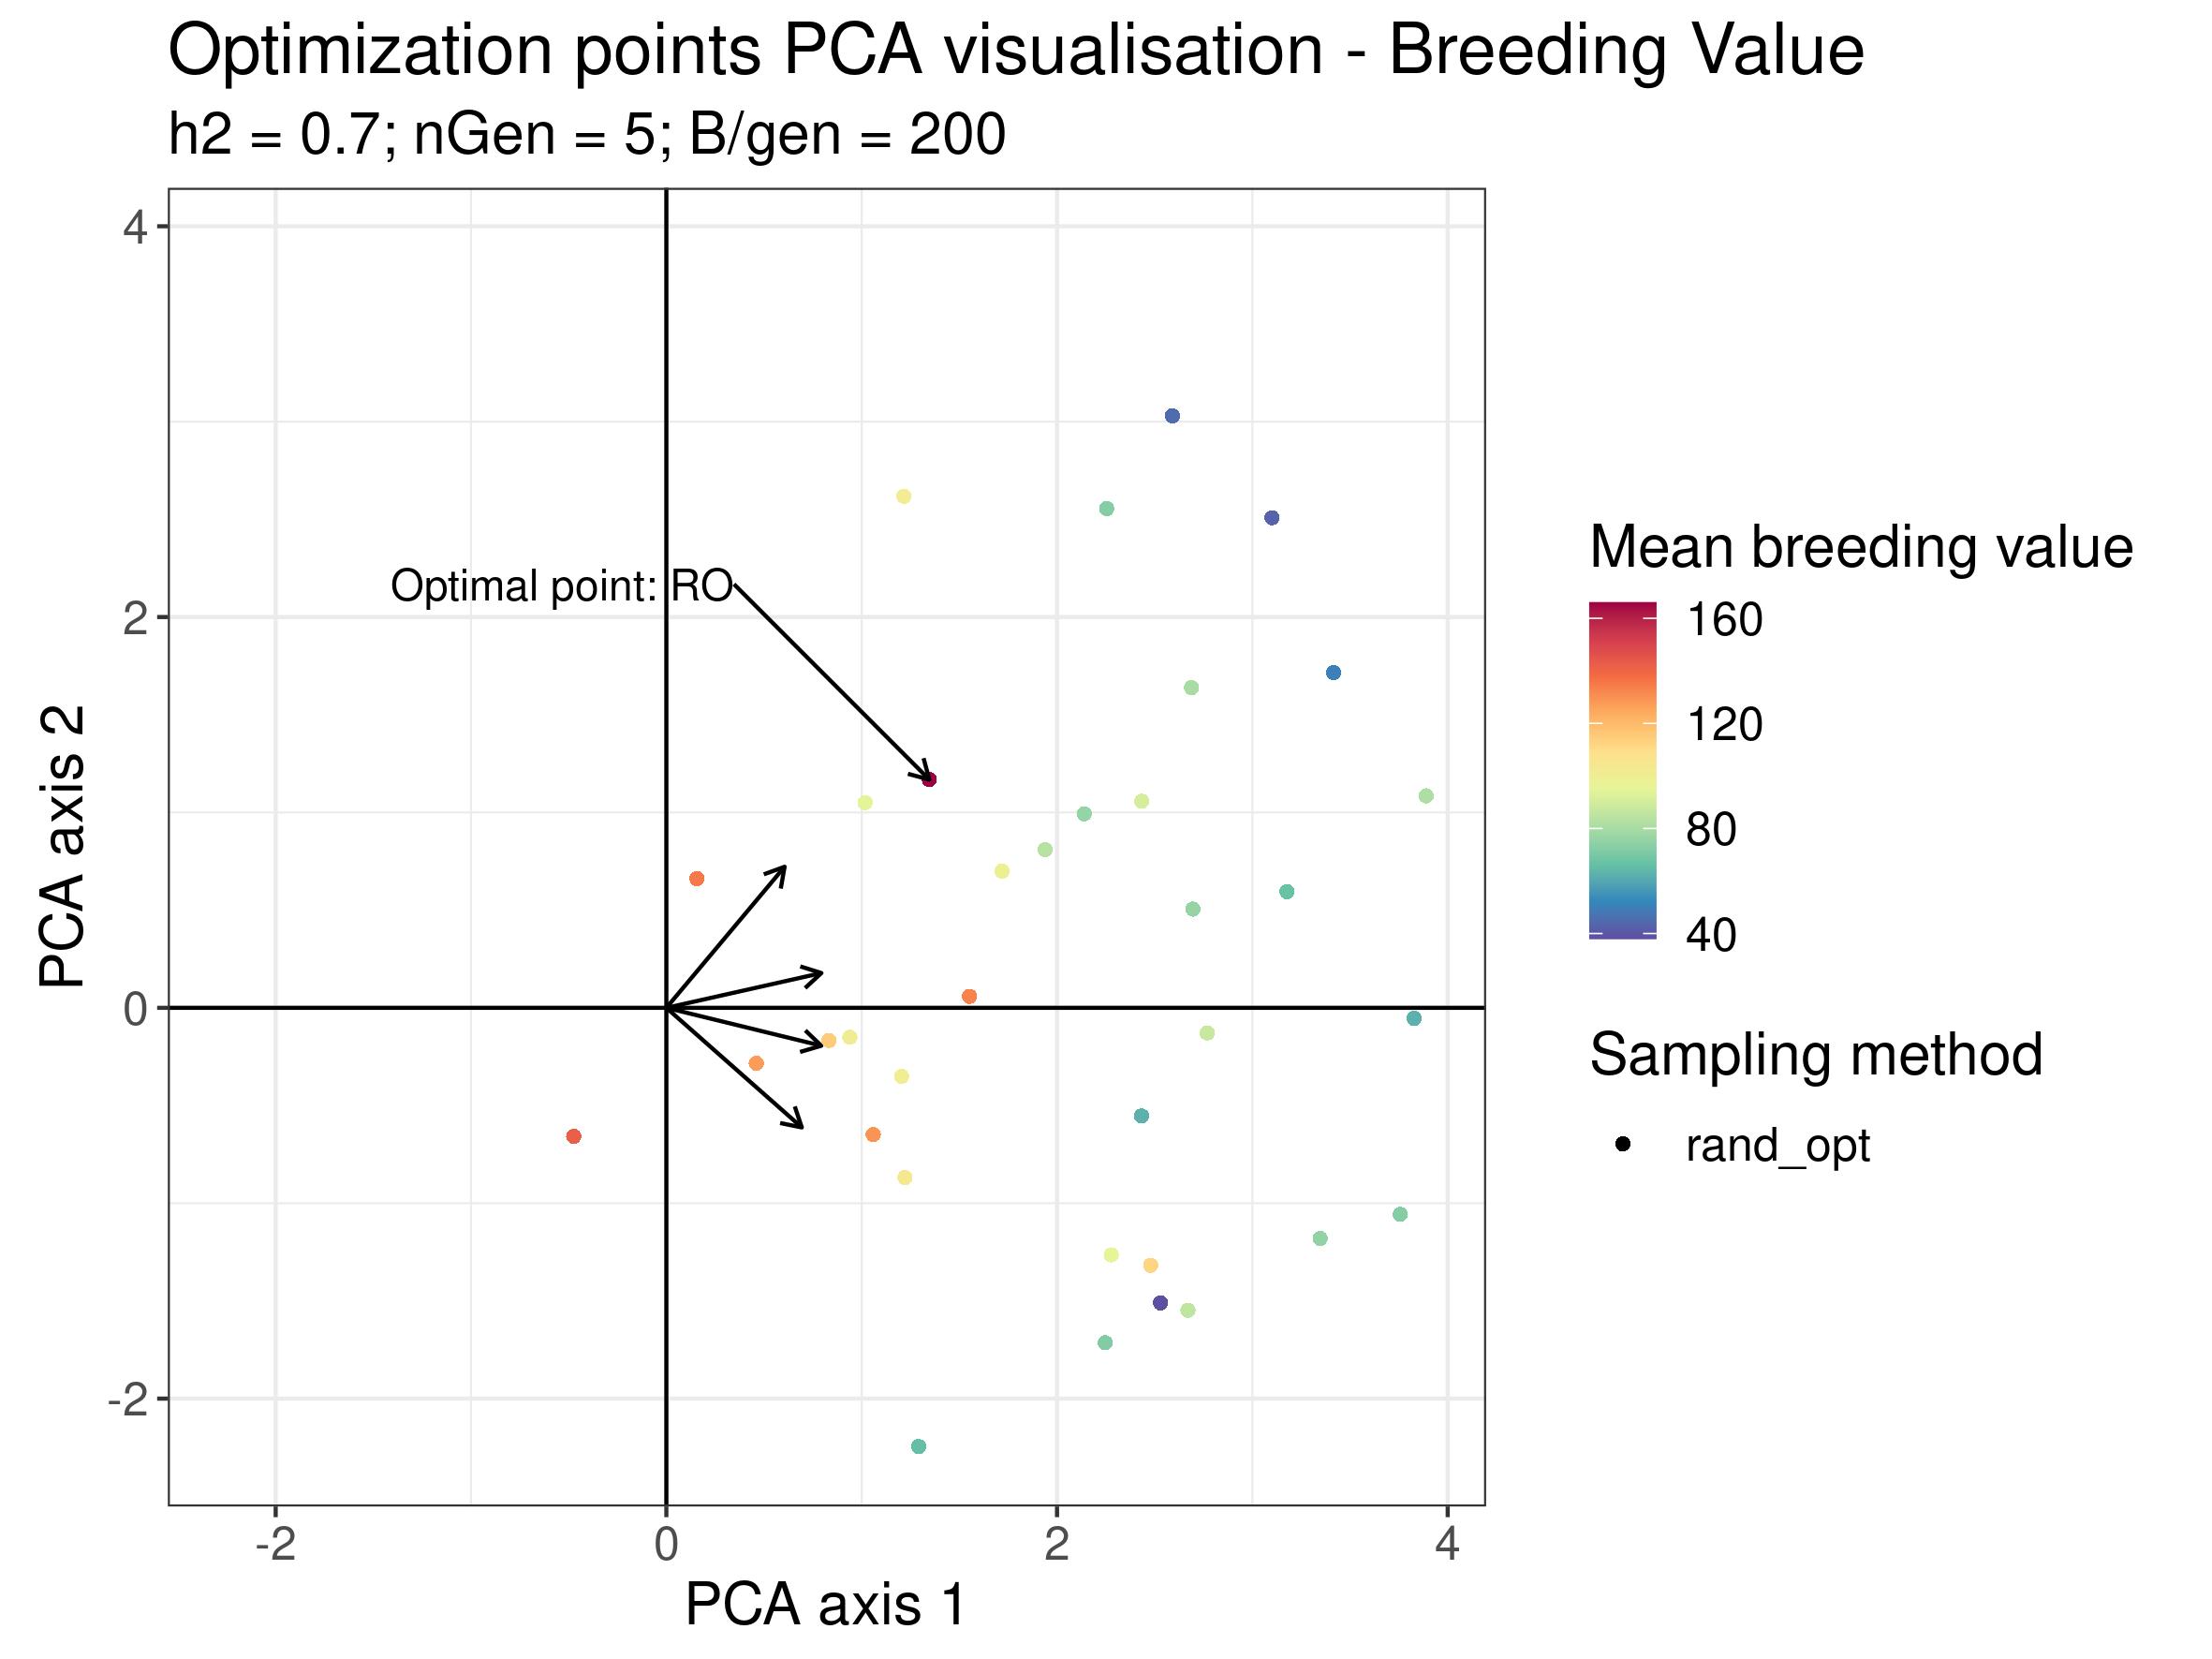 Optimization points PCA visualisation - Breeding Value
h2 = 0.7; nGen = 5; B/gen = 200
4
2
0
-2
PCA axis 2
Optimal point: RO
-2
0
2
4
PCA axis 1
Mean breeding value
160
120
80
40
Sampling method
rand_opt